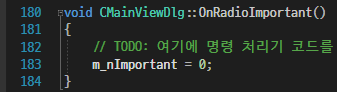 180 void CMainViewDlg::OnRadioImportant()
181 {
182 // TODO: 여기에 명령 처리기 코드를
183 m_nImportant = 0;
184 }